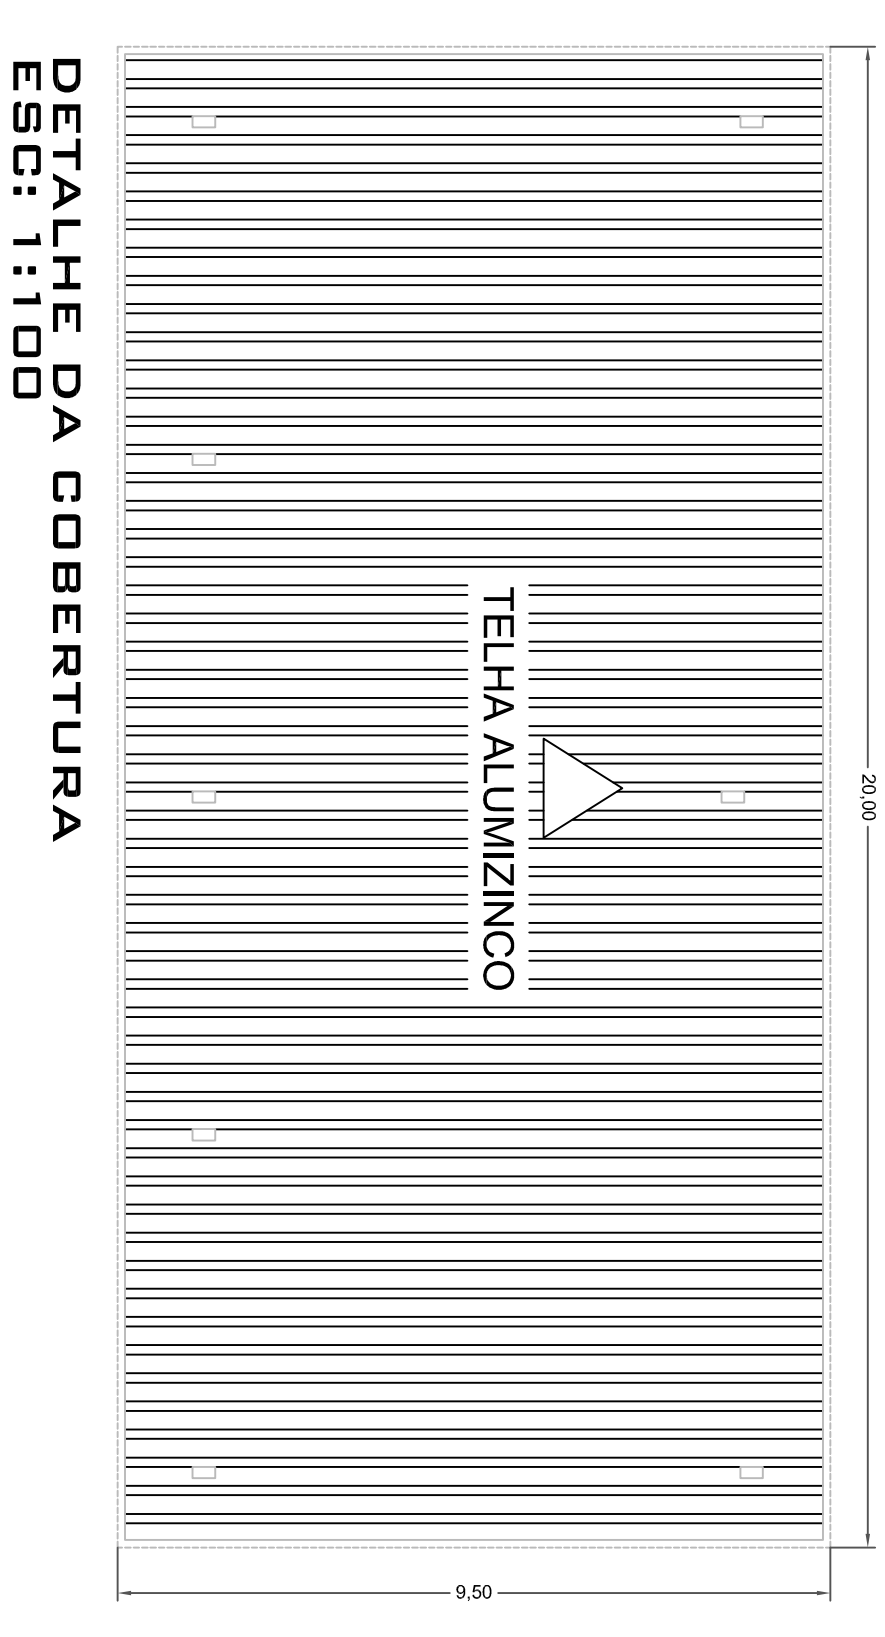 DETALHE DA COBERTURA
ESC: 1:100
TELHA ALUMIZINCO
20,00
9,50